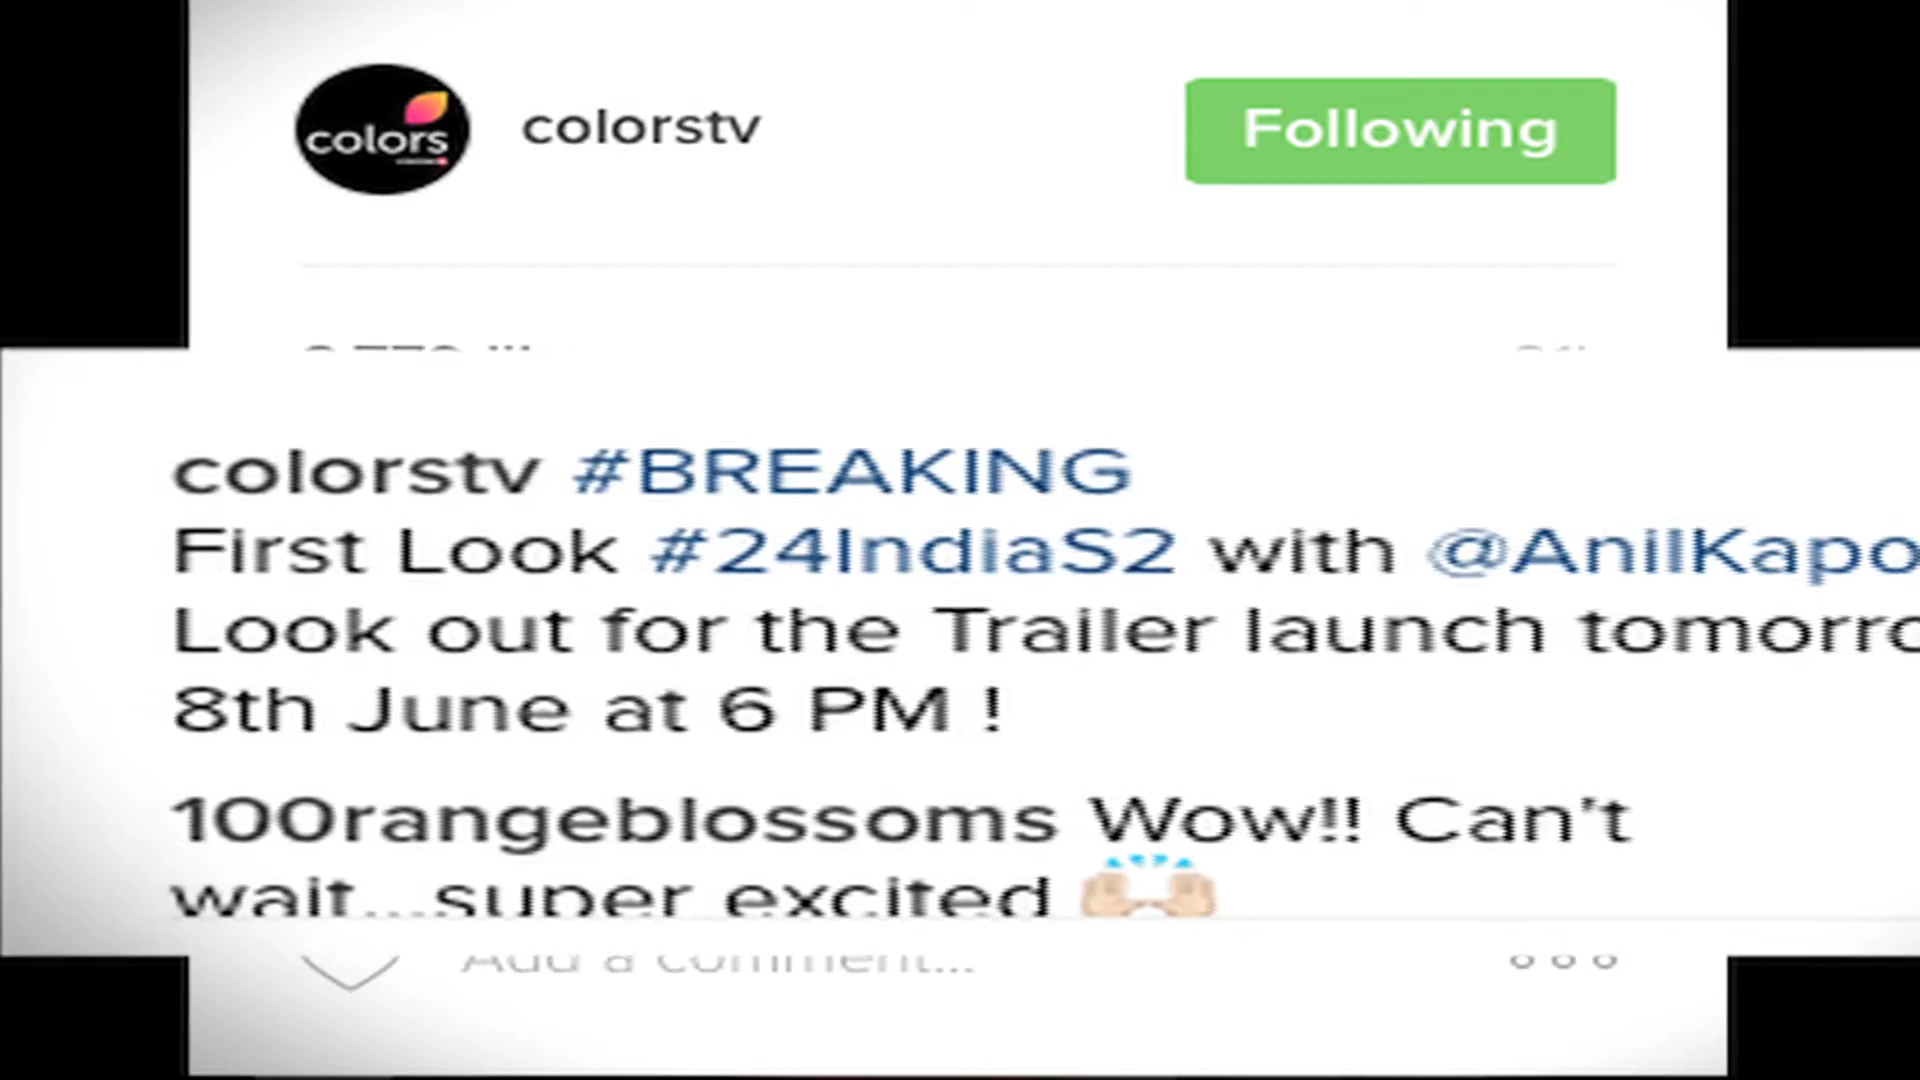 colors
colorstv
Following
colorstv #BREAKING
First Look #24IndiaS2 with @AnilKapo
Look out for the Trailer launch tomorro
8th June at 6 PM !
100rangeblossoms Wow!! Can't
wait...super excited 🙌🏻
Add a comment...